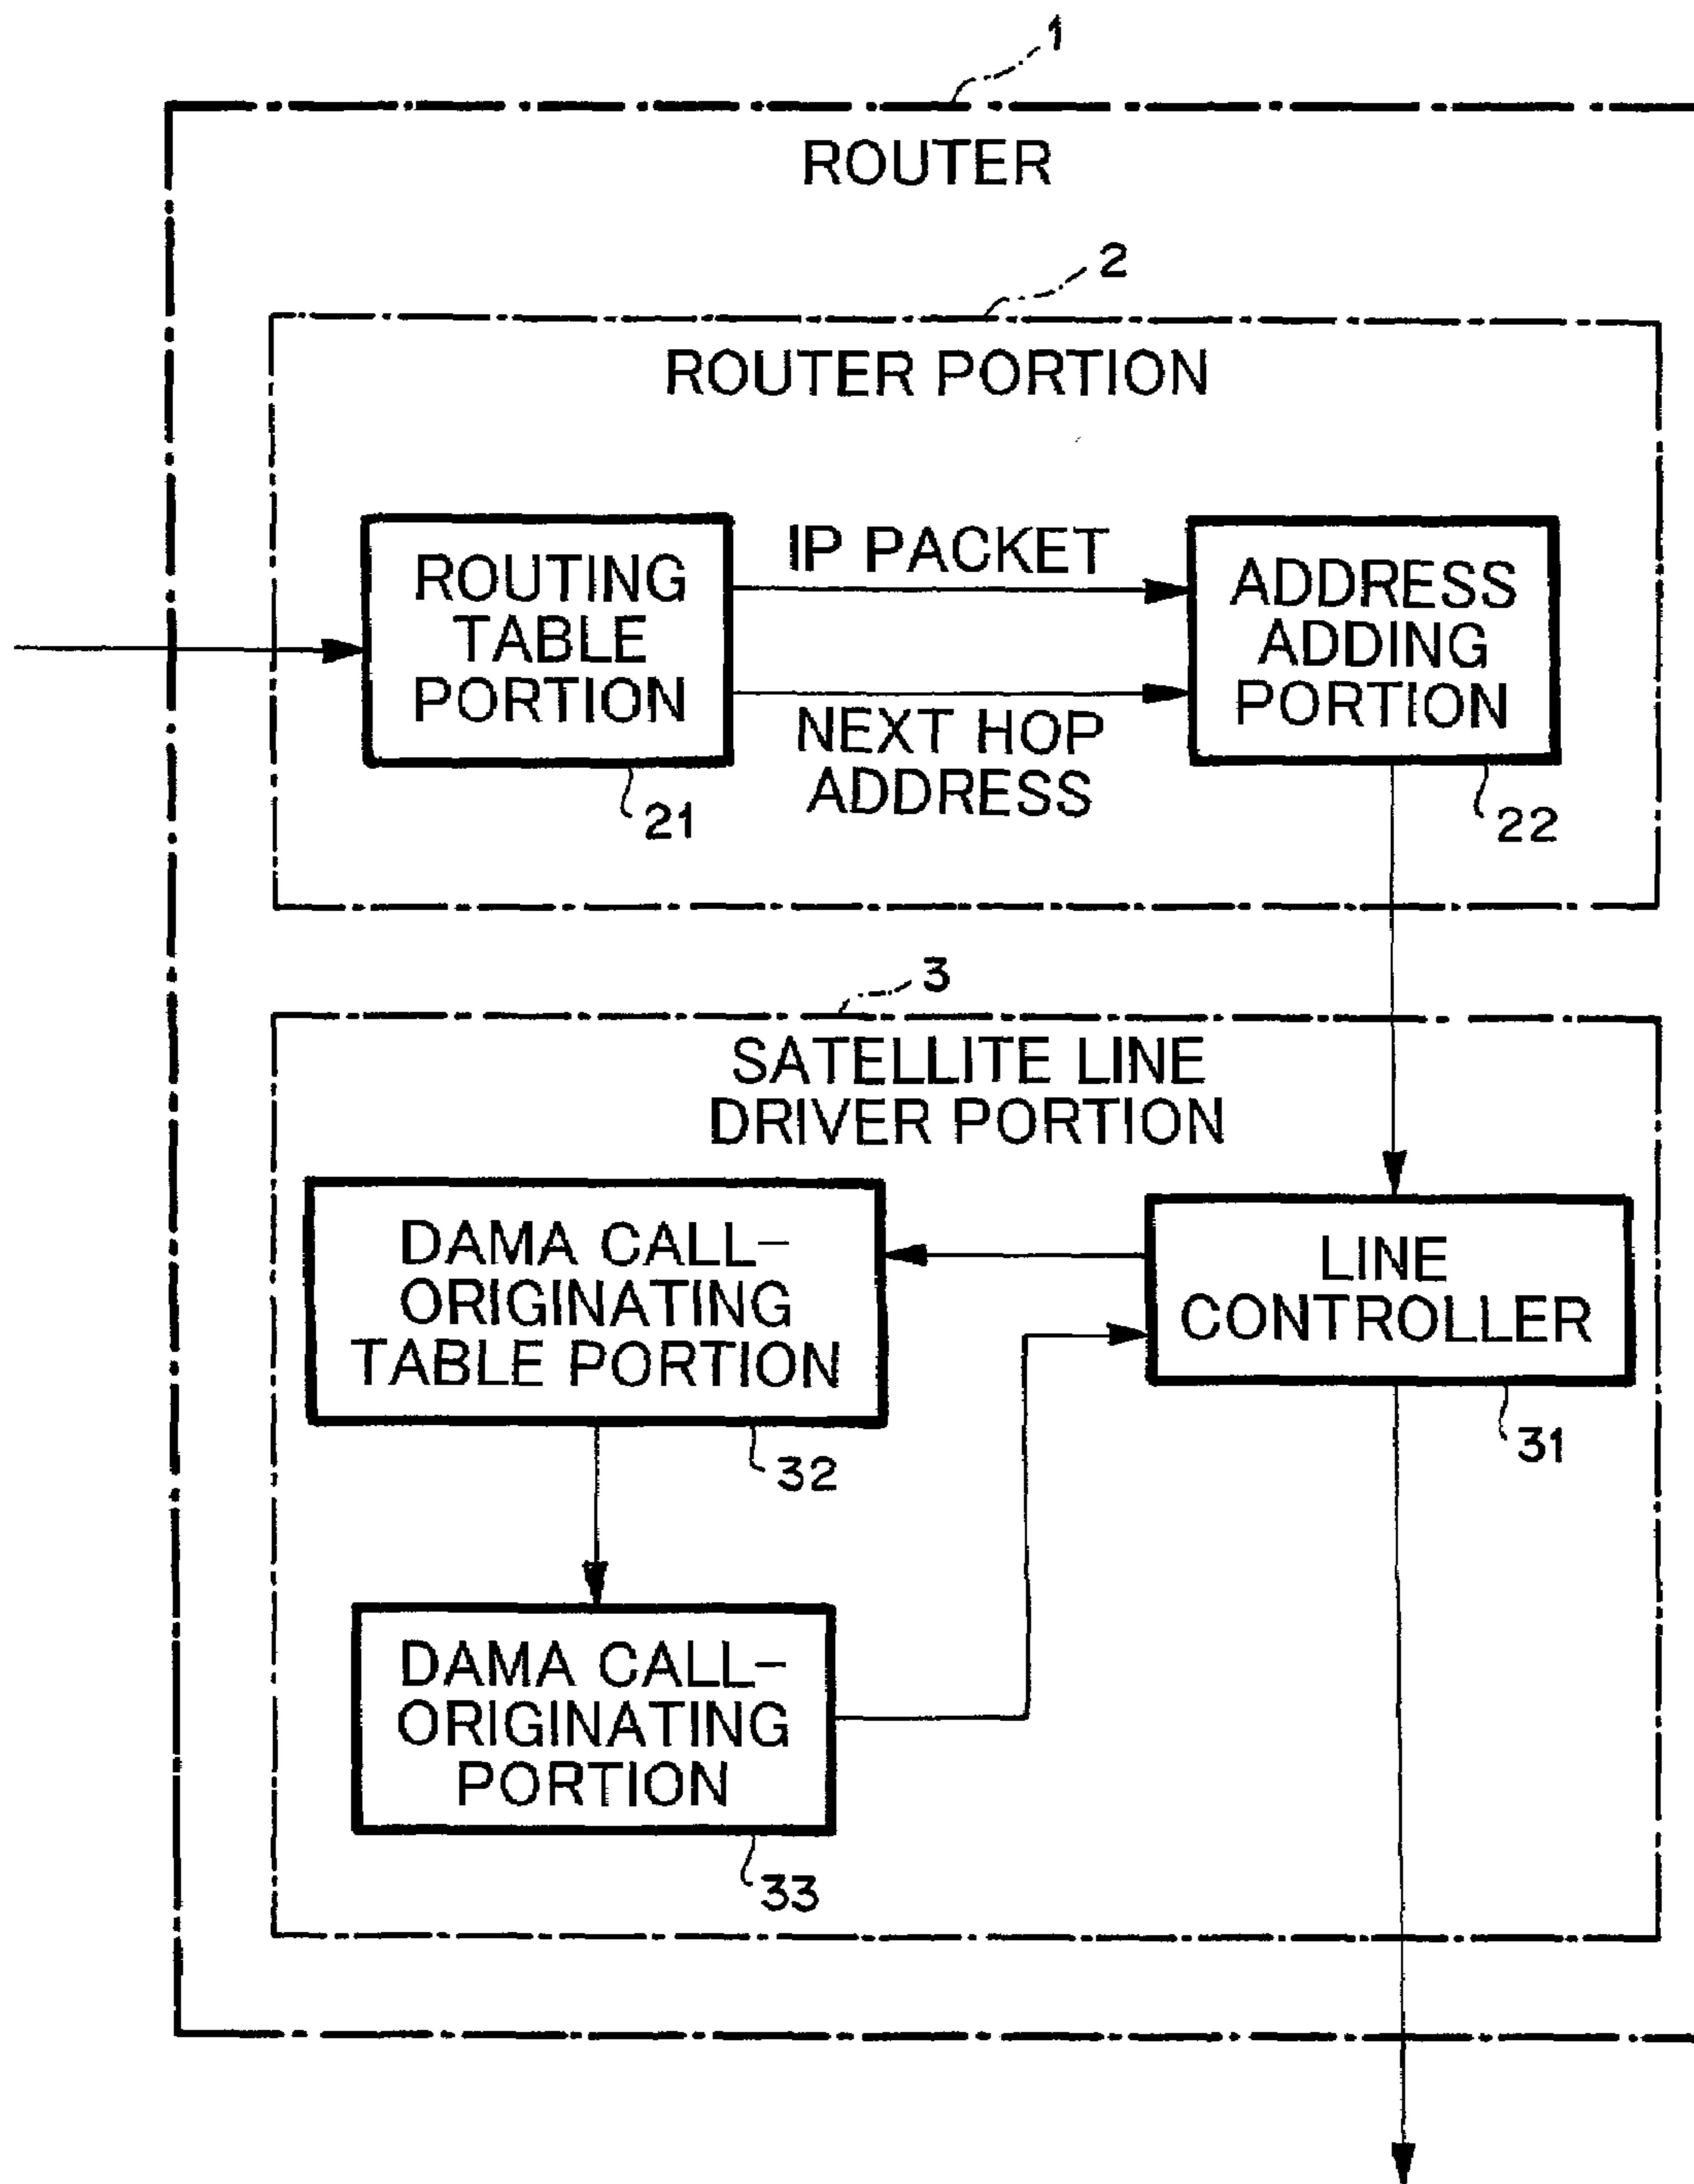 1
ROUTER
2
ROUTER PORTION
ROUTING
TABLE
PORTION
21
IP PACKET
NEXT HOP
ADDRESS
ADDRESS
ADDING
PORTION
22
3
SATELLITE LINE
DRIVER PORTION
DAMA CALL-
ORIGINATING
TABLE PORTION
32
LINE
CONTROLLER
31
DAMA CALL-
ORIGINATING
PORTION
33